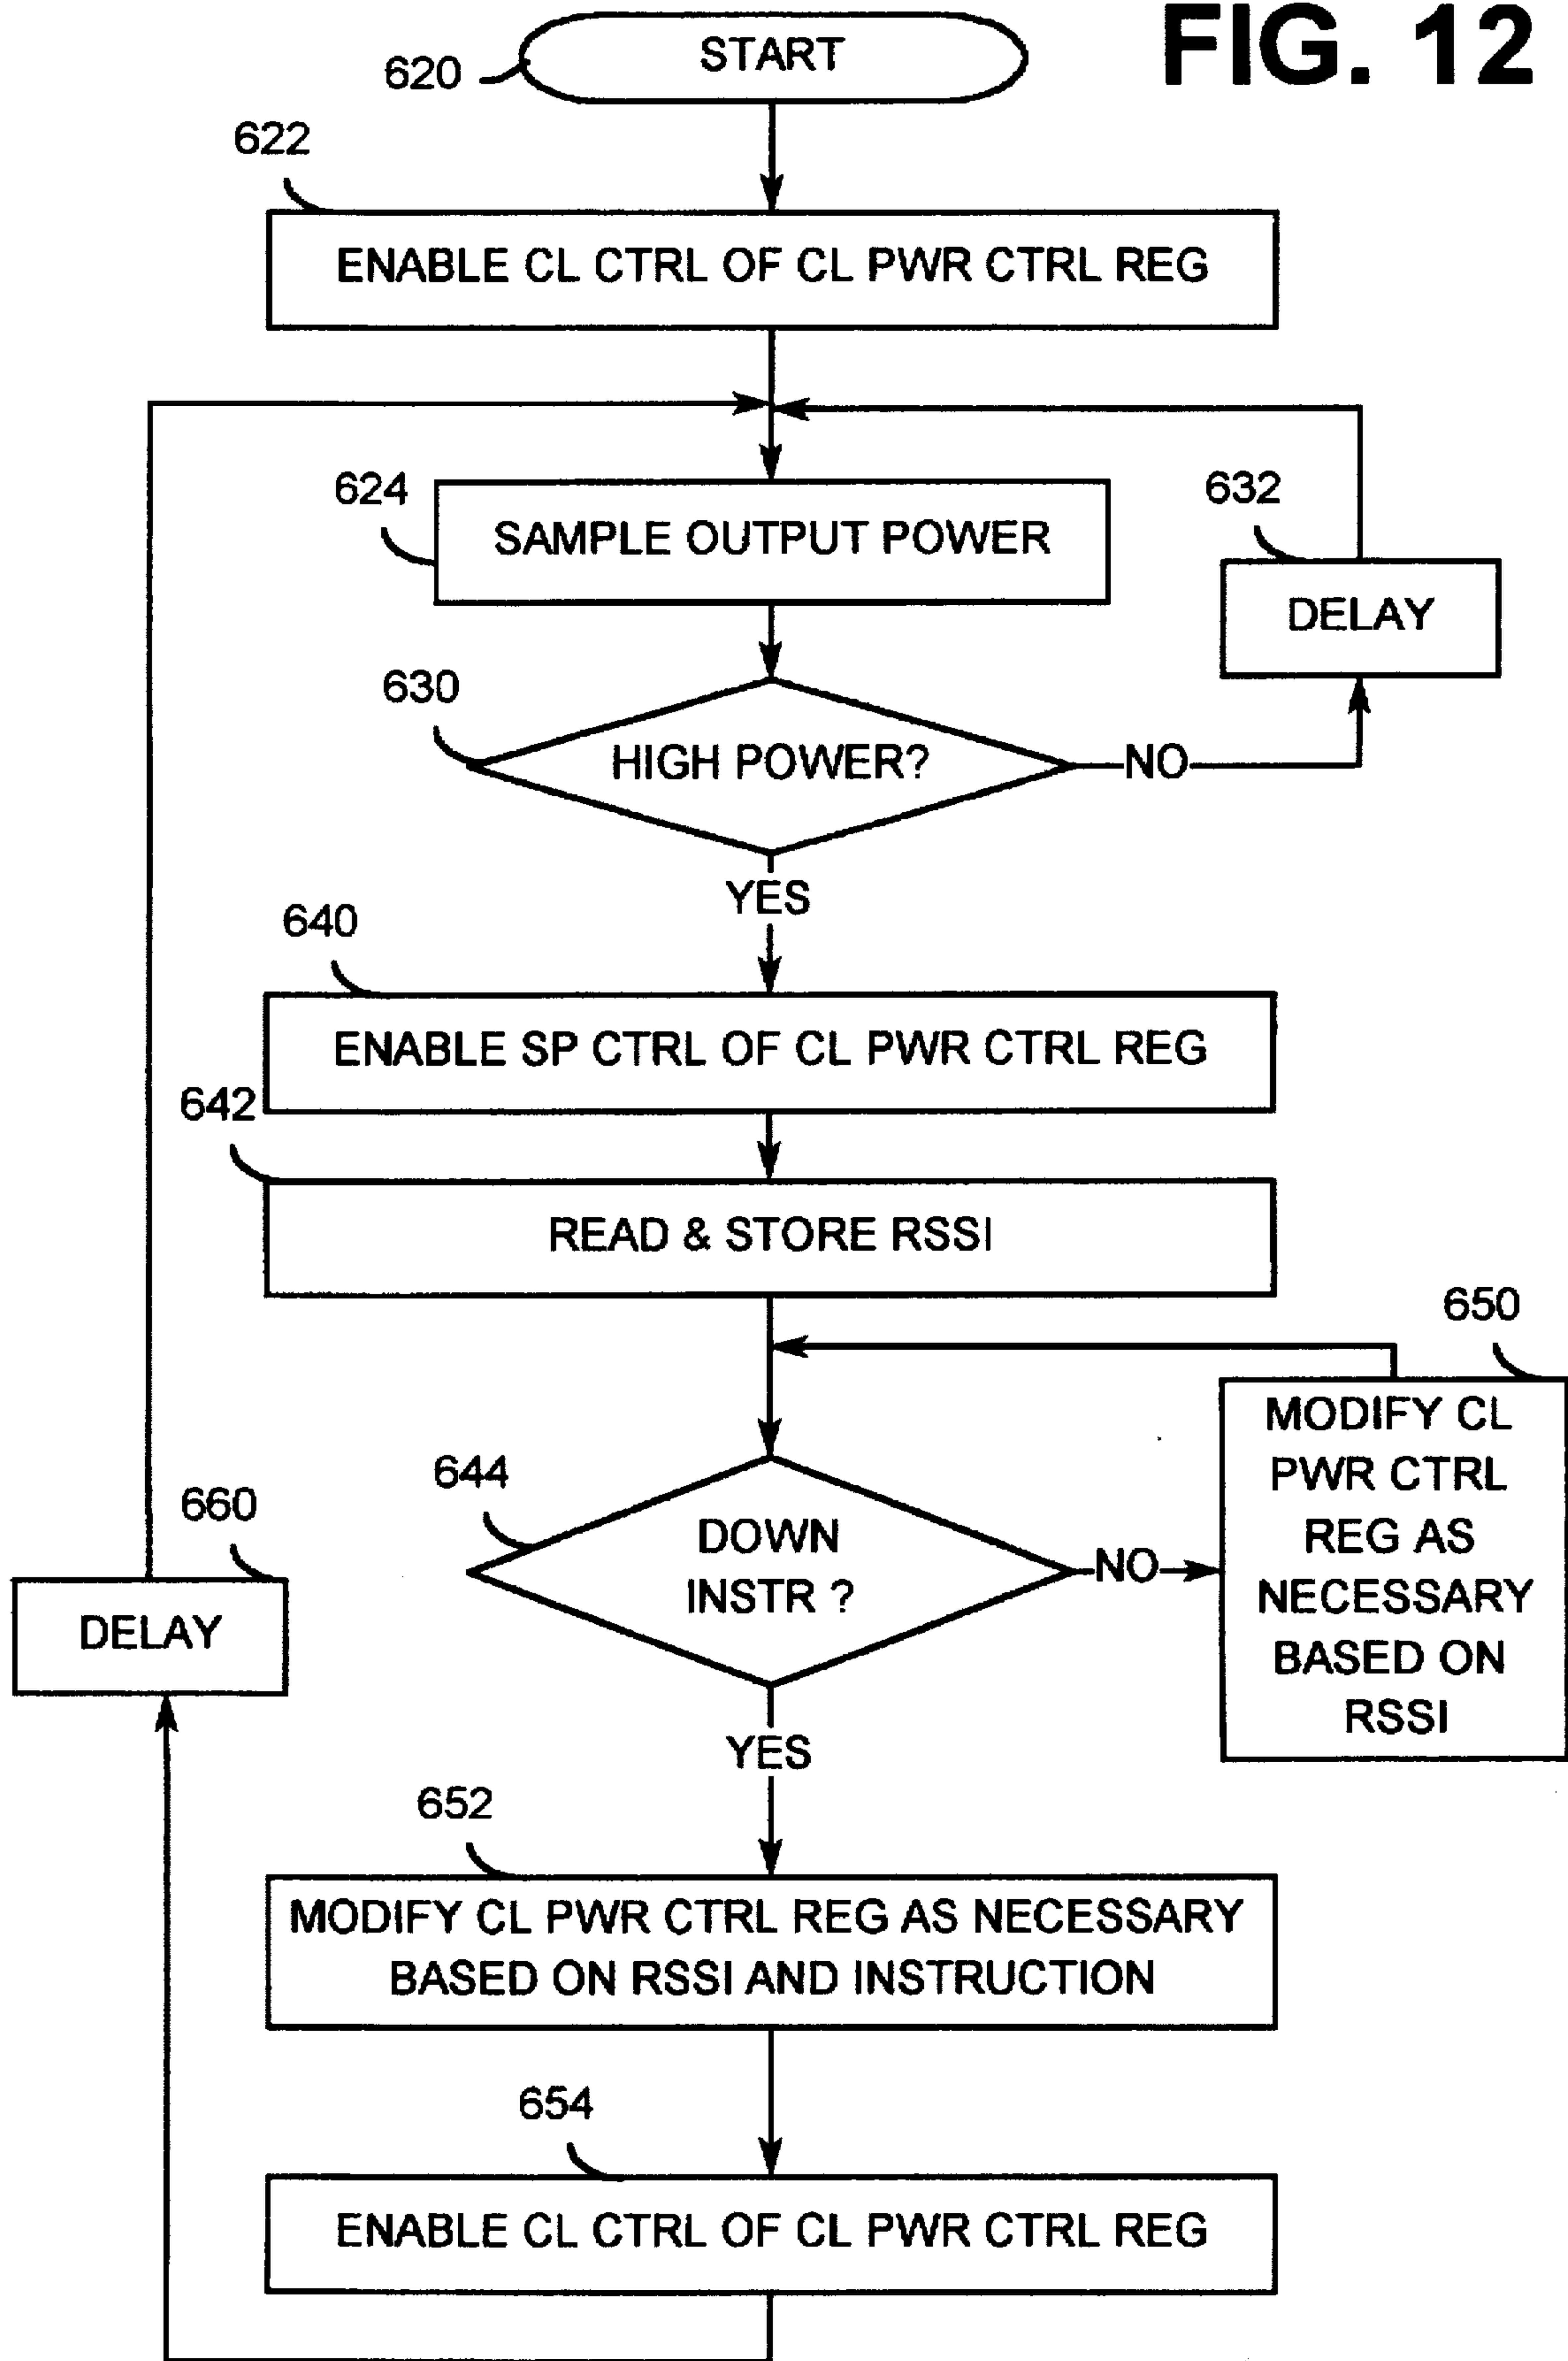 FIG. 12
START
620
622
ENABLE CL CTRL OF CL PWR CTRL REG
624
SAMPLE OUTPUT POWER
632
DELAY
630
HIGH POWER?
NO
YES
640
ENABLE SP CTRL OF CL PWR CTRL REG
642
READ & STORE RSSI
650
MODIFY CL
PWR CTRL
REG AS
NECESSARY
BASED ON
RSSI
644
DOWN
INSTR ?
NO
660
DELAY
YES
652
MODIFY CL PWR CTRL REG AS NECESSARY
BASED ON RSSI AND INSTRUCTION
654
ENABLE CL CTRL OF CL PWR CTRL REG